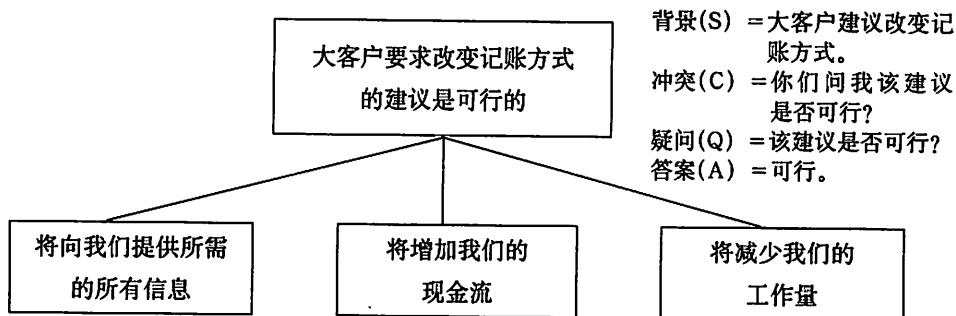 大客户要求改变记账方式
的建议是可行的
背景(S) =大客户建议改变记
账方式。
冲突(C) =你们问我该建议
是否可行?
疑问(Q) =该建议是否可行?
答案(A) =可行。
将向我们提供所需
的所有信息
将增加我们的
现金流
将减少我们的
工作量